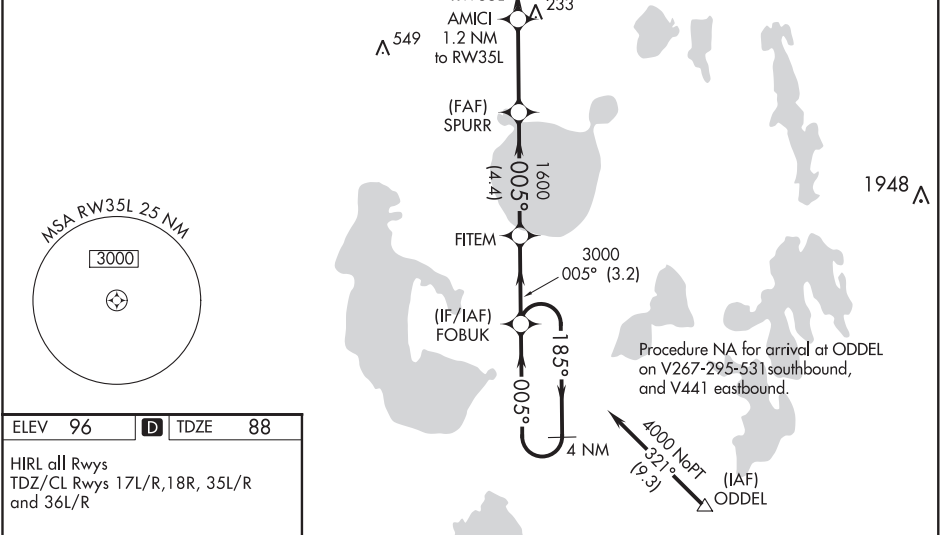 233
AMICI
1.2 NM
to RW35L
549
(FAF)
SPURR
1600
005°
(4.4)
1948
MSA RW35L 25 NM
3000
FITEM
3000
005° (3.2)
(IF/IAF)
FOBUK
185°
005°
4 NM
Procedure NA for arrival at ODDEL
on V267-295-531southbound,
and V441 eastbound.
4000 NoPT
321°
(9.3)
(IAF)
ODDEL
ELEV 96 D TDZE 88
HIRL all Rwys
TDZ/CL Rwys 17L/R,18R, 35L/R
and 36L/R